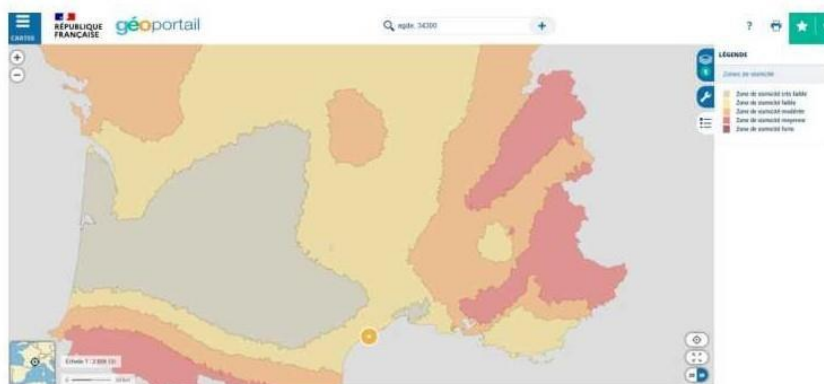 RÉPUBLIQUE
FRANÇAISE
géoportail
agde, 34300
+
?
CARTES
+
−
LÉGENDE
Zones de sismicité
Zone de sismicité très faible
Zone de sismicité faible
Zone de sismicité modérée
Zone de sismicité moyenne
Zone de sismicité forte